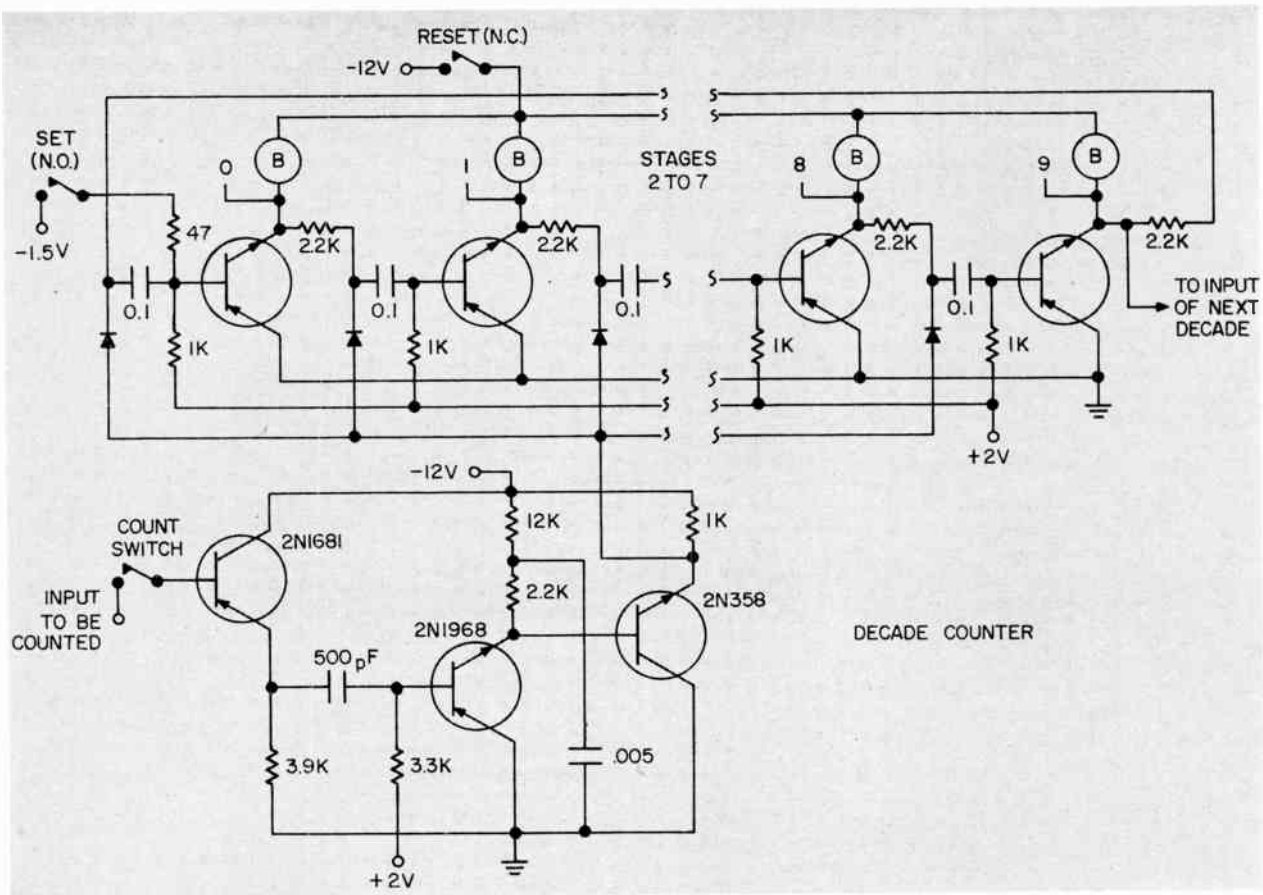 RESET (N.C.)
-12V
SET
(N.O.)
-1.5V
0
B
1
B
STAGES
2 TO 7
8
B
9
B
47
2.2K
2.2K
2.2K
2.2K
0.1
0.1
0.1
0.1
1K
1K
1K
1K
TO INPUT
OF NEXT
DECADE
+2V
-12V
COUNT
SWITCH
2N1681
12K
1K
INPUT
TO BE
COUNTED
2.2K
2N358
2N1968
DECADE COUNTER
500pF
3.9K
3.3K
.005
+2V